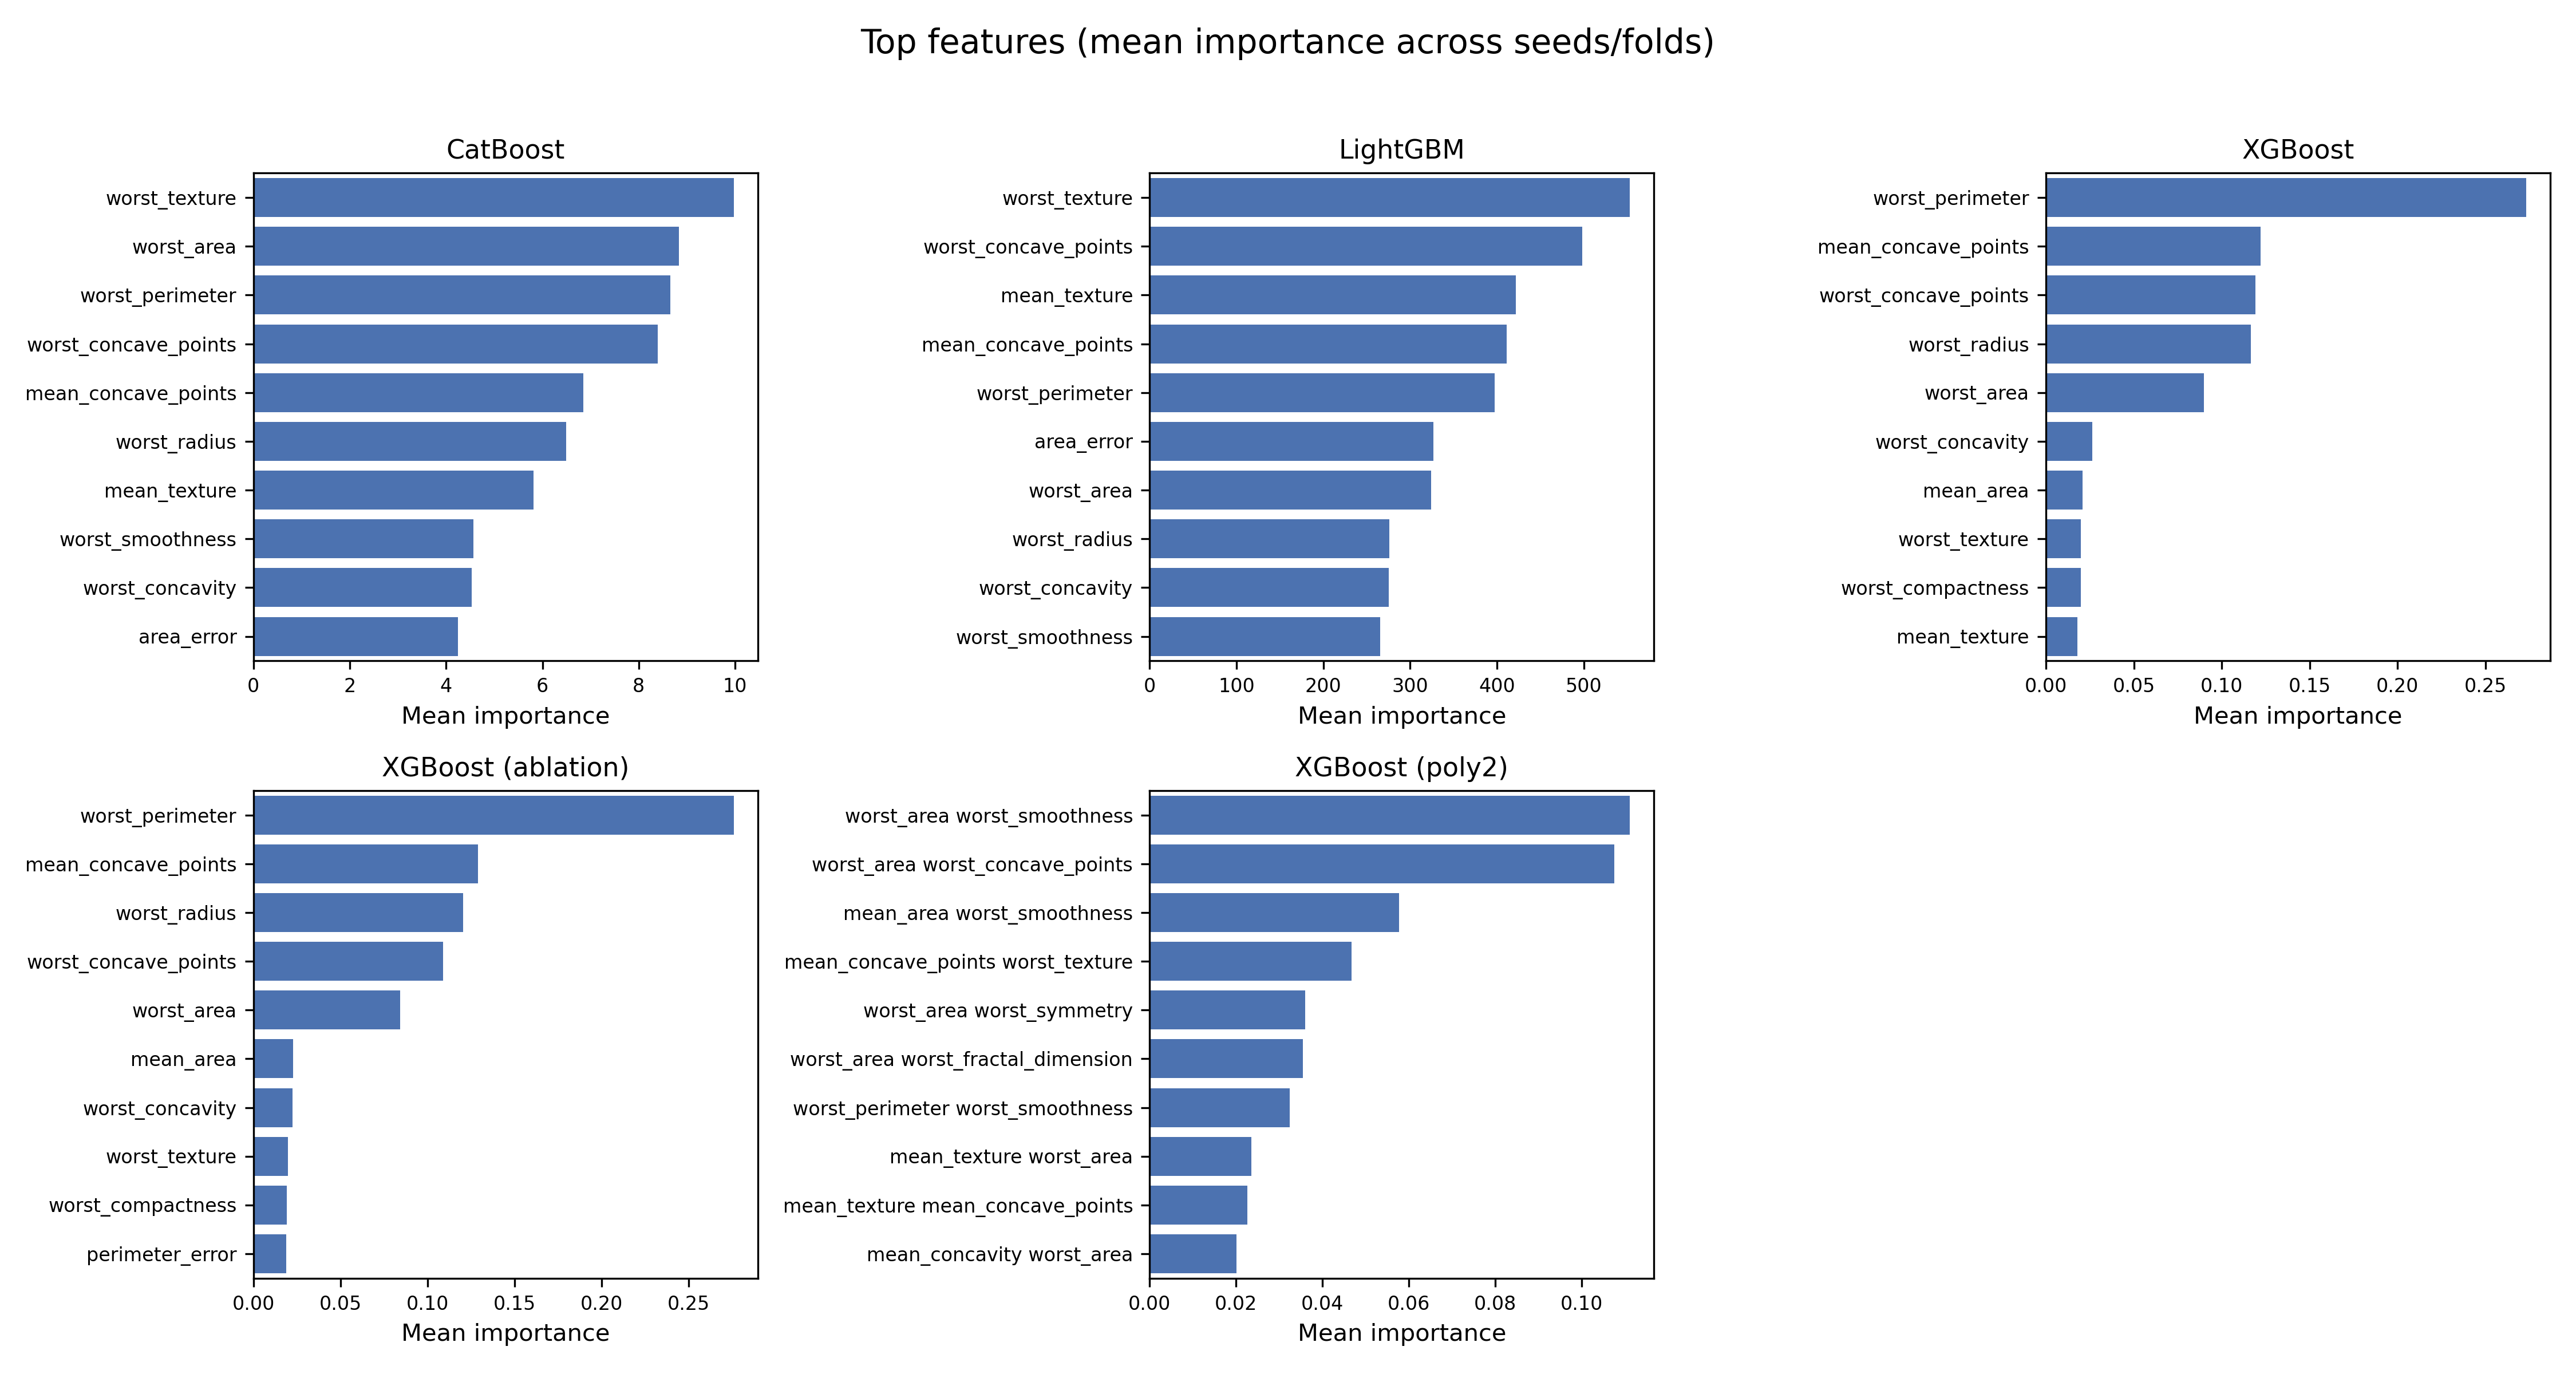 Top features (mean importance across seeds/folds)
CatBoost
worst_texture
worst_area
worst_perimeter
worst_concave_points
mean_concave_points
worst_radius
mean_texture
worst_smoothness
worst_concavity
area_error
0 2 4 6 8 10
Mean importance
LightGBM
worst_texture
worst_concave_points
mean_texture
mean_concave_points
worst_perimeter
area_error
worst_area
worst_radius
worst_concavity
worst_smoothness
0 100 200 300 400 500
Mean importance
XGBoost
worst_perimeter
mean_concave_points
worst_concave_points
worst_radius
worst_area
worst_concavity
mean_area
worst_texture
worst_compactness
mean_texture
0.00 0.05 0.10 0.15 0.20 0.25
Mean importance
XGBoost (ablation)
worst_perimeter
mean_concave_points
worst_radius
worst_concave_points
worst_area
mean_area
worst_concavity
worst_texture
worst_compactness
perimeter_error
0.00 0.05 0.10 0.15 0.20 0.25
Mean importance
XGBoost (poly2)
worst_area worst_smoothness
worst_area worst_concave_points
mean_area worst_smoothness
mean_concave_points worst_texture
worst_area worst_symmetry
worst_area worst_fractal_dimension
worst_perimeter worst_smoothness
mean_texture worst_area
mean_texture mean_concave_points
mean_concavity worst_area
0.00 0.02 0.04 0.06 0.08 0.10
Mean importance